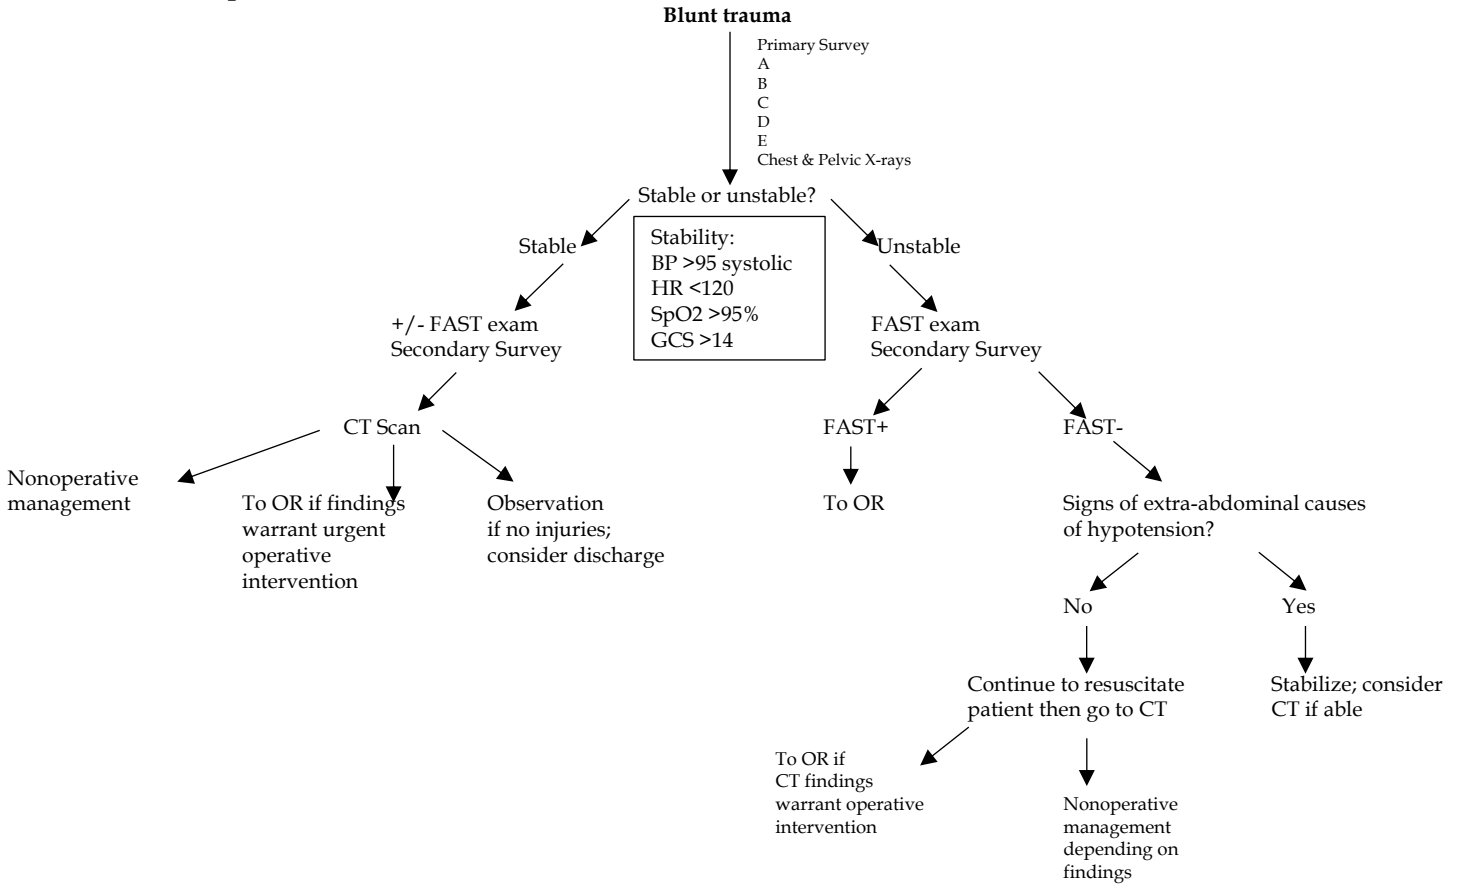 Blunt trauma
Primary Survey
A
B
C
D
E
Chest & Pelvic X-rays
Stable or unstable?
Stability:
BP >95 systolic
HR <120
SpO2 >95%
GCS >14
Stable
Unstable
+/- FAST exam
Secondary Survey
FAST exam
Secondary Survey
CT Scan
FAST+
FAST-
Nonoperative
management
To OR if findings
warrant urgent
operative
intervention
Observation
if no injuries;
consider discharge
To OR
Signs of extra-abdominal causes
of hypotension?
No
Yes
Continue to resuscitate
patient then go to CT
Stabilize; consider
CT if able
To OR if
CT findings
warrant operative
intervention
Nonoperative
management
depending on
findings